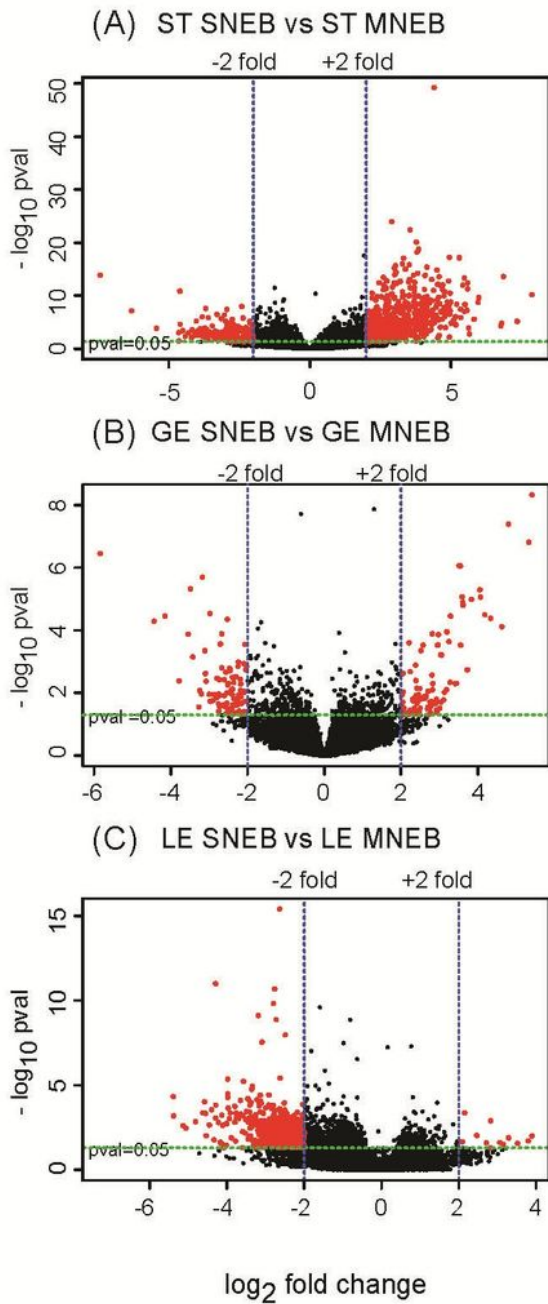 (A) ST SNEB vs ST MNEB
-2 fold +2 fold
50
40
30
20
10
0
- log10 pval
pval=0.05
-5 0 5
(B) GE SNEB vs GE MNEB
-2 fold +2 fold
8
6
4
2
0
- log10 pval
pval =0.05
-6 -4 -2 0 2 4
(C) LE SNEB vs LE MNEB
-2 fold +2 fold
15
10
5
0
- log10 pval
pval=0.05
-6 -4 -2 0 2 4
log2 fold change